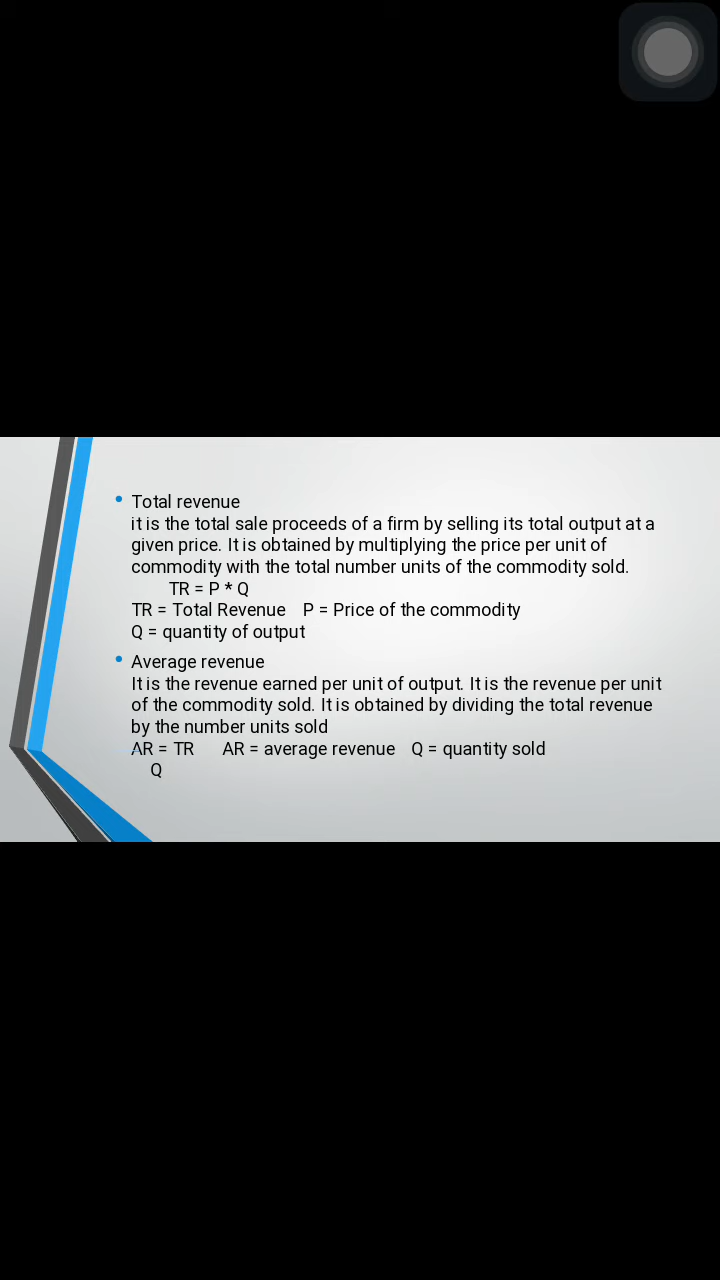 • Total revenue
it is the total sale proceeds of a firm by selling its total output at a
given price. It is obtained by multiplying the price per unit of
commodity with the total number units of the commodity sold.
TR = P * Q
TR = Total Revenue P = Price of the commodity
Q = quantity of output
• Average revenue
It is the revenue earned per unit of output. It is the revenue per unit
of the commodity sold. It is obtained by dividing the total revenue
by the number units sold
AR = TR AR = average revenue Q = quantity sold
Q